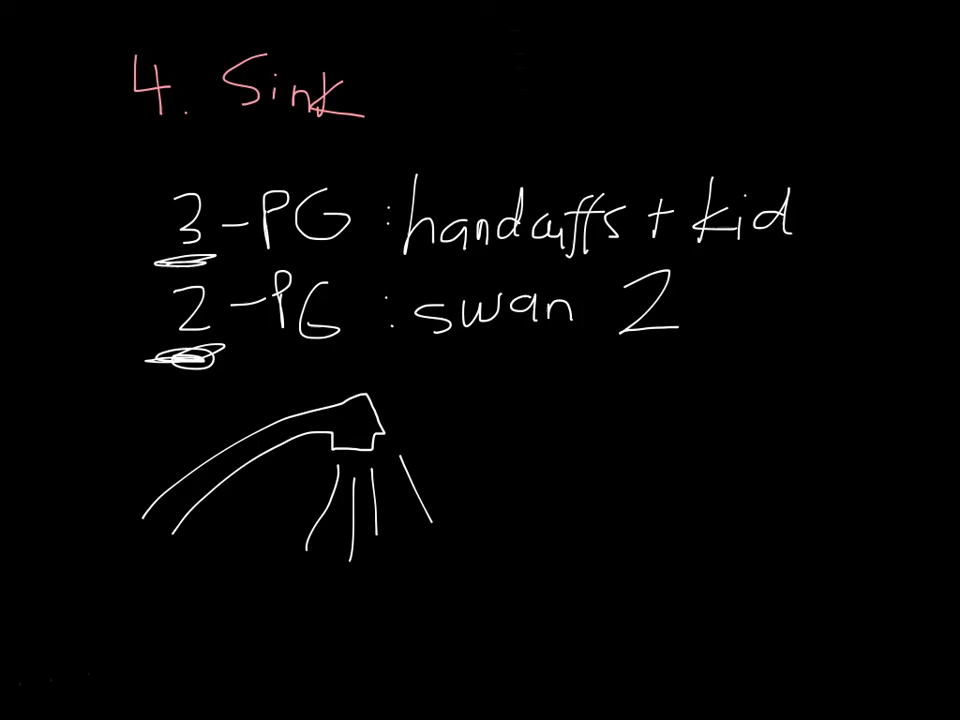 4. Sink
3-PG : handcuffs + kid
2-PG : swan 2